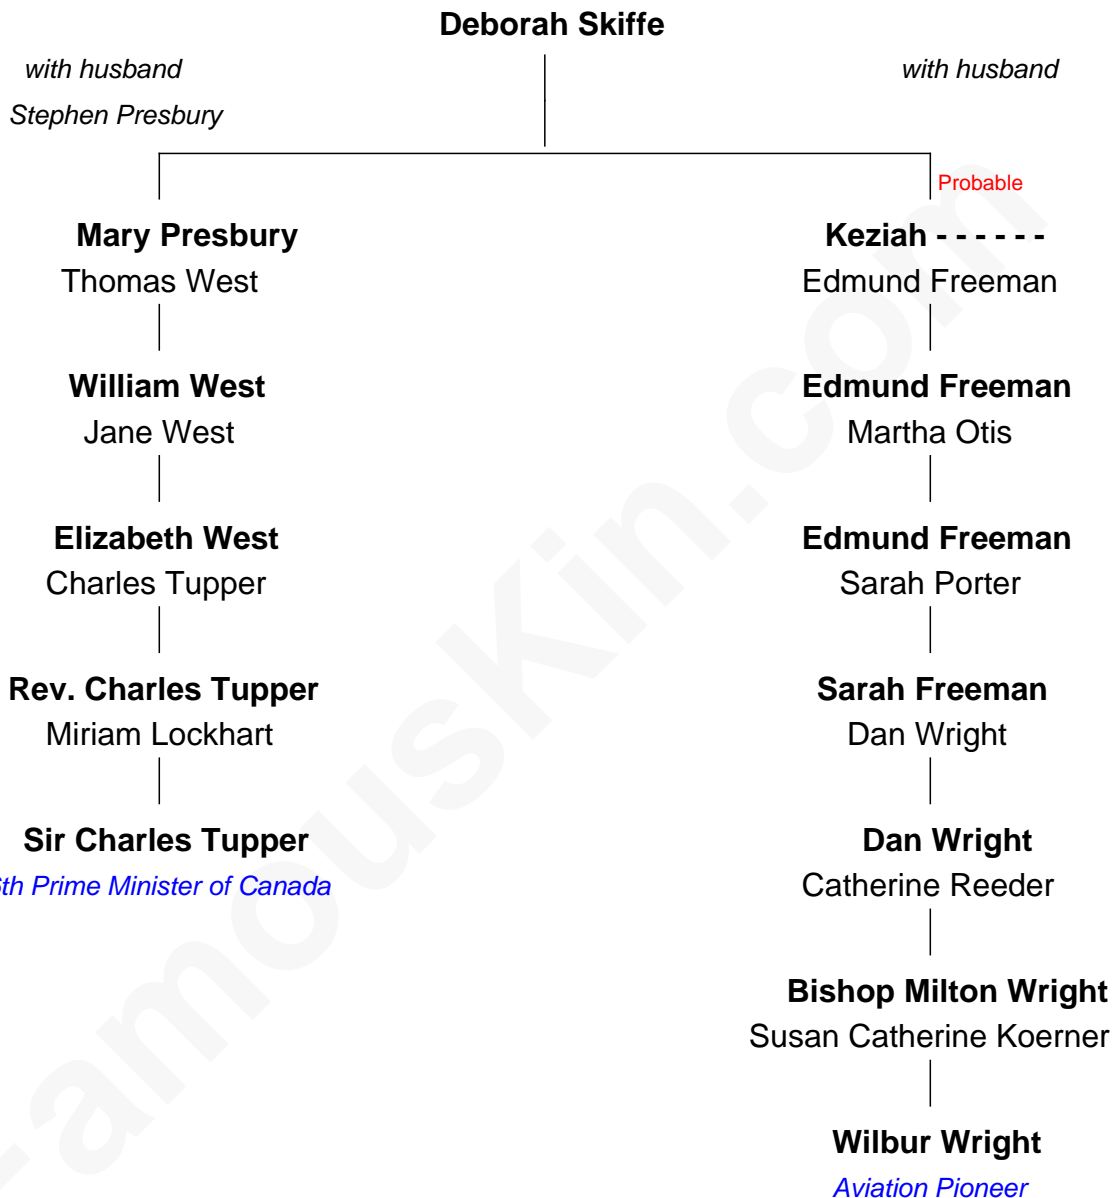 Deborah Skiffe
with husband
Stephen Presbury
with husband
Probable
Mary Presbury
Thomas West
Keziah - - - - - -
Edmund Freeman
William West
Jane West
Edmund Freeman
Martha Otis
Elizabeth West
Charles Tupper
Edmund Freeman
Sarah Porter
Rev. Charles Tupper
Miriam Lockhart
Sarah Freeman
Dan Wright
Sir Charles Tupper
6th Prime Minister of Canada
Dan Wright
Catherine Reeder
Bishop Milton Wright
Susan Catherine Koerner
Wilbur Wright
Aviation Pioneer
FamousKin.com